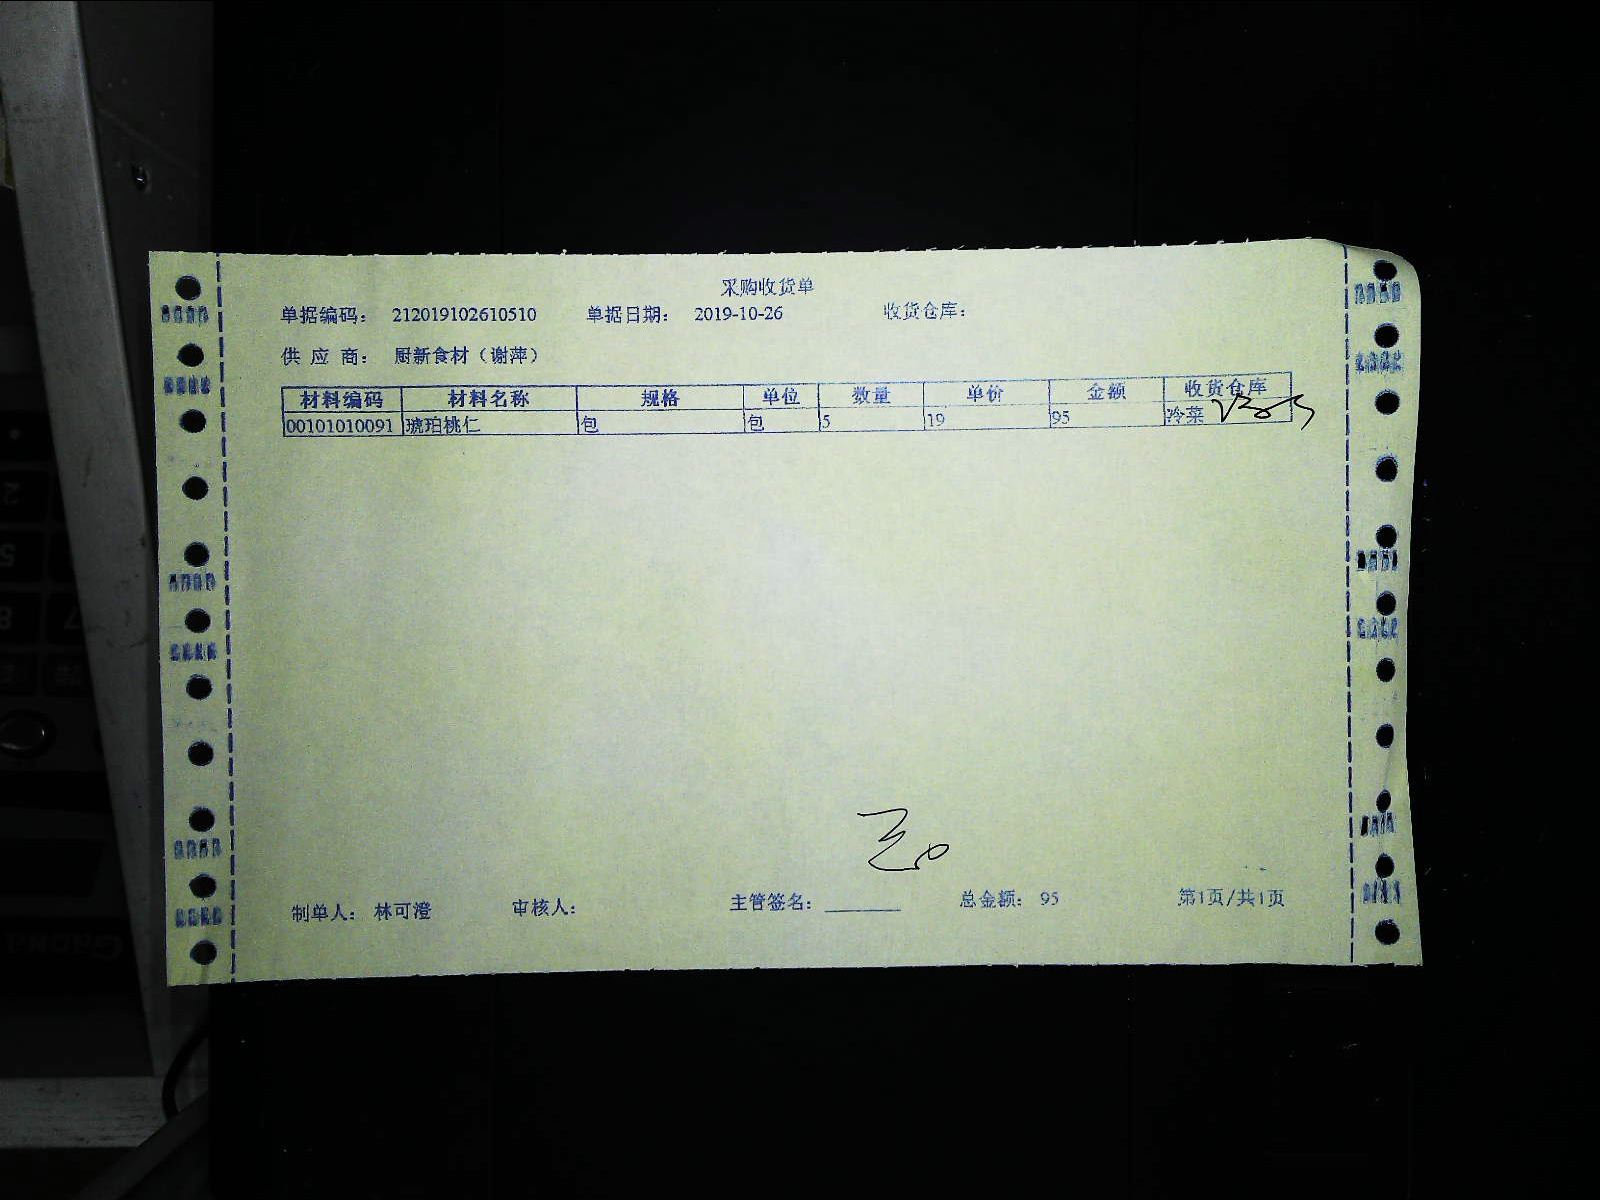 采购收货单
单据编码： 212019102610510 单据日期： 2019-10-26 收货仓库：
供 应 商： 厨新食材（谢萍）
材料编码 材料名称 规格 单位 数量 单价 金额 收货仓库
00101010091 琥珀桃仁 包 包 5 19 95 冷菜
制单人： 林可澄 审核人： 主管签名： 总金额： 95 第1页/共1页